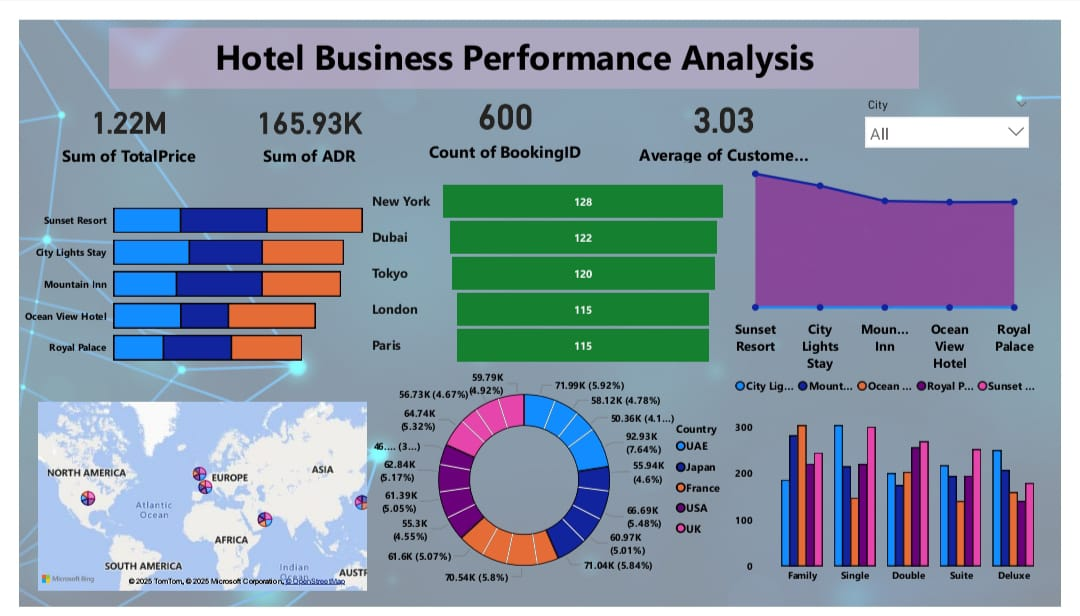 Hotel Business Performance Analysis
1.22M
Sum of TotalPrice
165.93K
Sum of ADR
600
Count of BookingID
3.03
Average of Custome...
City
All
Sunset Resort
City Lights Stay
Mountain Inn
Ocean View Hotel
Royal Palace
New York 128
Dubai 122
Tokyo 120
London 115
Paris 115
Sunset
Resort
City
Lights
Stay
Moun...
Inn
Ocean
View
Hotel
Royal
Palace
NORTH AMERICA
EUROPE
ASIA
Atlantic
Ocean
AFRICA
SOUTH AMERICA
Indian
Ocean
AUSTR
Microsoft Bing
© 2025 TomTom, © 2025 Microsoft Corporation, © OpenStreetMap
71.99K (5.92%)
58.12K (4.78%)
50.36K (4.1...)
92.93K
(7.64%)
55.94K
(4.6%)
66.69K
(5.48%)
60.97K
(5.01%)
71.04K (5.84%)
70.54K (5.8%)
61.6K (5.07%)
55.3K
(4.55%)
61.39K
(5.05%)
62.84K
(5.17%)
46.... (3...)
64.74K
(5.32%)
56.73K (4.67%)
59.79K
(4.92%)
Country
UAE
Japan
France
USA
UK
City Lig... Mount... Ocean ... Royal P... Sunset ...
300
200
100
0
Family Single Double Suite Deluxe